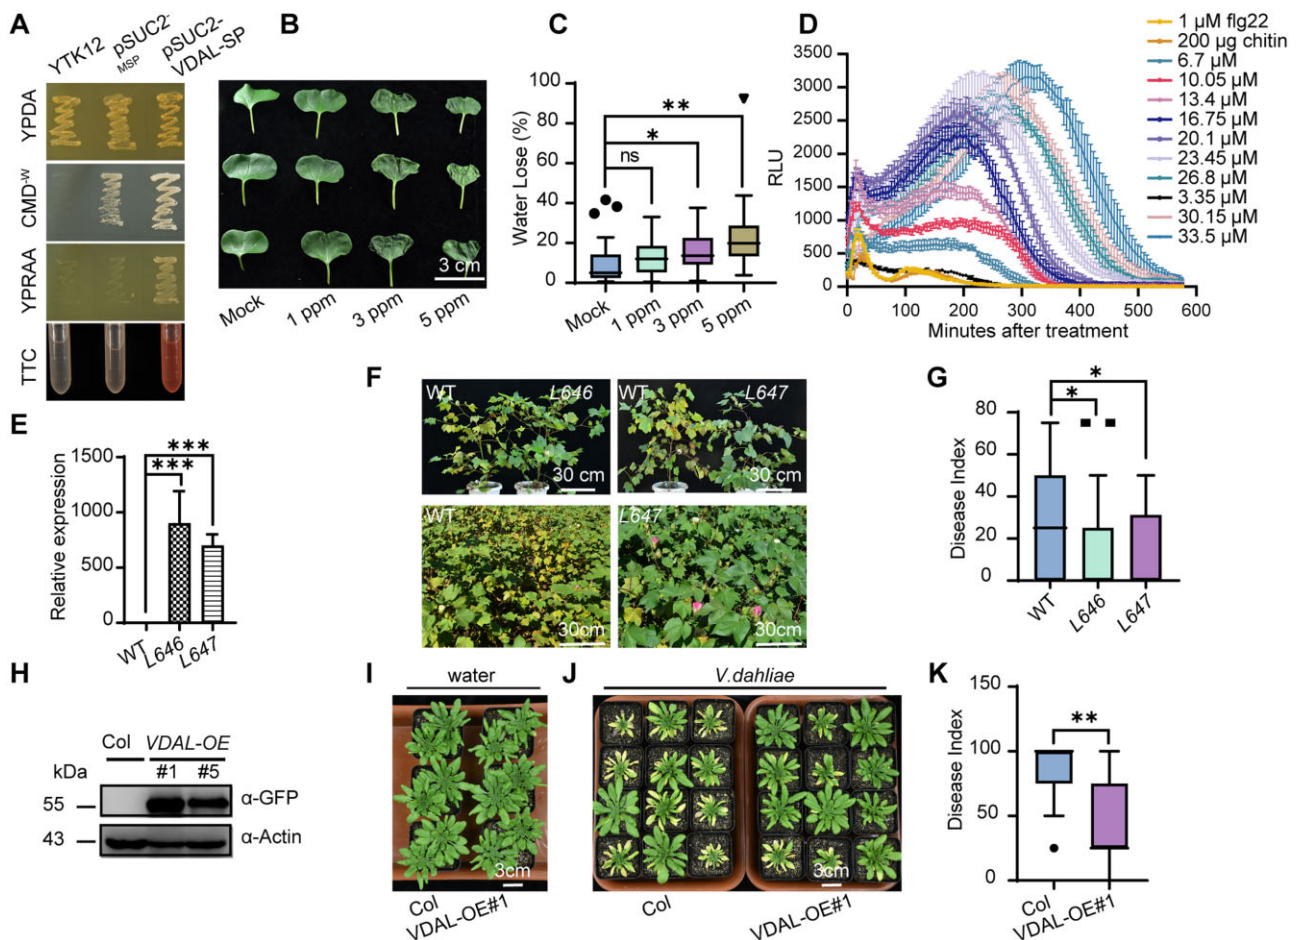 A
YTK12
pSUC2-
MSP
pSUC2-
VDAL-SP
YPDA
CMD-W
YPRAA
TTC
B
3 cm
Mock
1 ppm
3 ppm
5 ppm
C
Water Lose (%)
100
80
60
40
20
0
ns
*
**
Mock
1 ppm
3 ppm
5 ppm
D
RLU
3500
3000
2500
2000
1500
1000
500
0
0 100 200 300 400 500 600
Minutes after treatment
1 µM flg22
200 µg chitin
6.7 µM
10.05 µM
13.4 µM
16.75 µM
20.1 µM
23.45 µM
26.8 µM
3.35 µM
30.15 µM
33.5 µM
E
Relative expression
1500
1000
500
0
***
***
WT
L646
L647
F
WT L646
30 cm
WT L647
30 cm
WT
30cm
L647
30cm
G
Disease Index
80
60
40
20
0
*
*
WT
L646
L647
H
Col VDAL-OE
kDa #1 #5
55 α-GFP
43 α-Actin
I
water
3cm
Col
VDAL-OE#1
J
V.dahliae
3cm
Col
VDAL-OE#1
K
Disease Index
150
100
50
0
**
Col
VDAL-OE#1